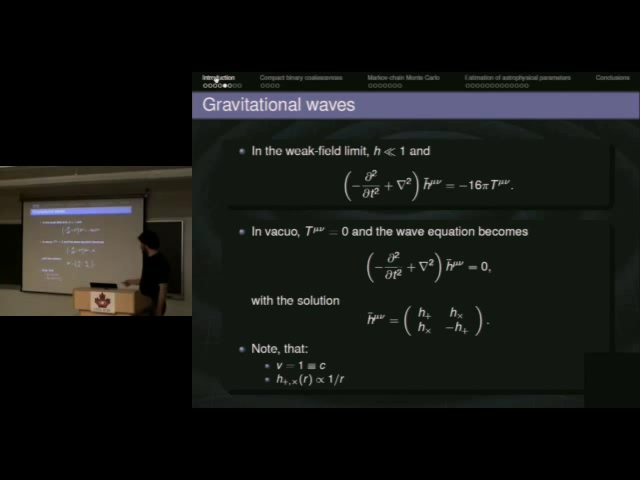 Introduction Compact binary coalescences Markov-chain Monte Carlo Estimation of astrophysical parameters Conclusions
Gravitational waves
In the weak-field limit, h ≪ 1 and
(−∂²/∂t² + ∇²) h̄^μν = −16πT^μν.
In vacuo, T^μν = 0 and the wave equation becomes
(−∂²/∂t² + ∇²) h̄^μν = 0,
with the solution
h̄^μν = ( h₊ h×
h× −h₊ ).
Note, that:
v = 1 ≡ c
h₊,×(r) ∝ 1/r